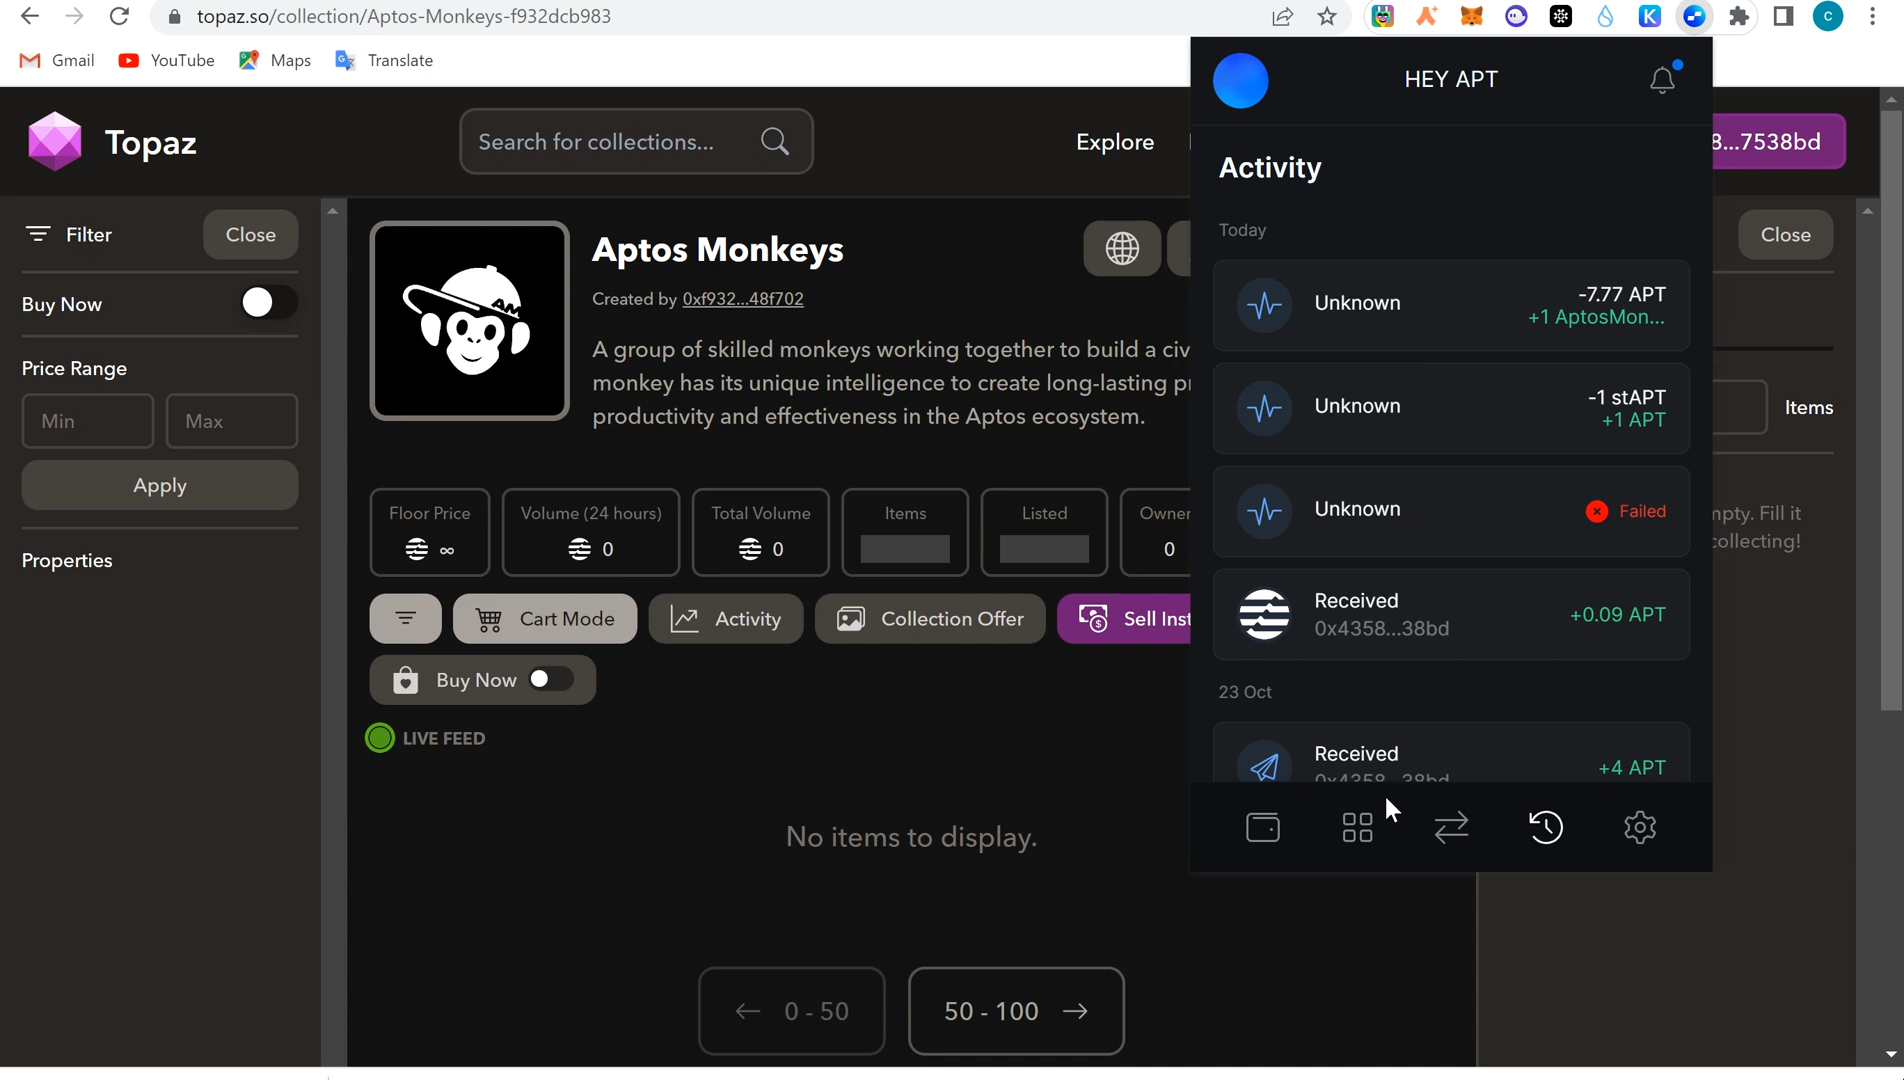 topaz.so/collection/Aptos-Monkeys-f932dcb983
C
Gmail
YouTube
Maps
Translate
Topaz
Search for collections...
Explore
8...7538bd
Filter
Close
Buy Now
Price Range
Min
Max
Apply
Properties
AM
Aptos Monkeys
Created by 0xf932...48f702
A group of skilled monkeys working together to build a civ
monkey has its unique intelligence to create long-lasting pr
productivity and effectiveness in the Aptos ecosystem.
Floor Price
∞
Volume (24 hours)
0
Total Volume
0
Items
Listed
Owner
0
Cart Mode
Activity
Collection Offer
Sell Inst
Buy Now
LIVE FEED
No items to display.
← 0 - 50
50 - 100 →
HEY APT
Activity
Today
Unknown
-7.77 APT
+1 AptosMon...
Unknown
-1 stAPT
+1 APT
Unknown
Failed
Received
0x4358...38bd
+0.09 APT
23 Oct
Received
0x4358...38bd
+4 APT
Close
Items
mpty. Fill it
collecting!